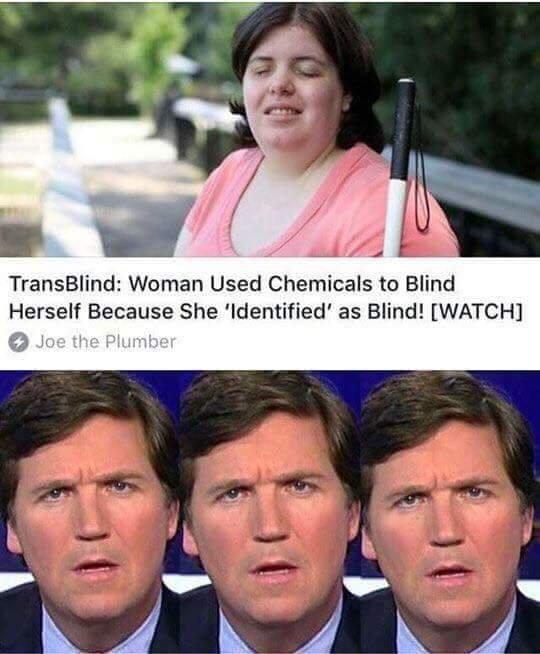 TransBlind: Woman Used Chemicals to Blind
Herself Because She 'Identified' as Blind! [WATCH]
Joe the Plumber